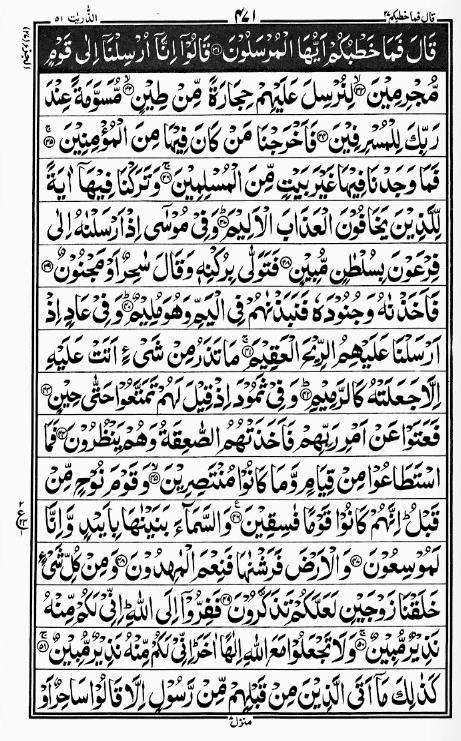 قال فما خطبکم ۲۷ ۴۷۱ الذّٰریٰت ۵۱
قَالَ فَمَا خَطْبُكُمْ اَيُّهَا الْمُرْسَلُوْنَ ۳۱ قَالُوْۤا اِنَّاۤ اُرْسِلْنَاۤ اِلٰى قَوْمٍ
مُّجْرِمِيْنَ ۳۲ لِنُرْسِلَ عَلَيْهِمْ حِجَارَةً مِّنْ طِيْنٍ ۳۳ مُّسَوَّمَةً عِنْدَ
رَبِّكَ لِلْمُسْرِفِيْنَ ۳۴ فَاَخْرَجْنَا مَنْ كَانَ فِيْهَا مِنَ الْمُؤْمِنِيْنَ ۳۵
فَمَا وَجَدْنَا فِيْهَا غَيْرَ بَيْتٍ مِّنَ الْمُسْلِمِيْنَ ۳۶ وَتَرَكْنَا فِيْهَاۤ اٰيَةً
لِّلَّذِيْنَ يَخَافُوْنَ الْعَذَابَ الْاَلِيْمَ ۳۷ وَفِيْ مُوْسٰۤى اِذْ اَرْسَلْنٰهُ اِلٰى
فِرْعَوْنَ بِسُلْطٰنٍ مُّبِيْنٍ ۳۸ فَتَوَلّٰى بِرُكْنِهٖ وَقَالَ سٰحِرٌ اَوْ مَجْنُوْنٌ ۳۹
فَاَخَذْنٰهُ وَجُنُوْدَهٗ فَنَبَذْنٰهُمْ فِى الْيَمِّ وَهُوَ مُلِيْمٌ ۴۰ وَفِيْ عَادٍ اِذْ
اَرْسَلْنَا عَلَيْهِمُ الرِّيْحَ الْعَقِيْمَ ۴۱ مَا تَذَرُ مِنْ شَىْءٍ اَتَتْ عَلَيْهِ
اِلَّا جَعَلَتْهُ كَالرَّمِيْمِ ۴۲ وَفِيْ ثَمُوْدَ اِذْ قِيْلَ لَهُمْ تَمَتَّعُوْا حَتّٰى حِيْنٍ ۴۳
فَعَتَوْا عَنْ اَمْرِ رَبِّهِمْ فَاَخَذَتْهُمُ الصّٰعِقَةُ وَهُمْ يَنْظُرُوْنَ ۴۴ فَمَا
اسْتَطَاعُوْا مِنْ قِيَامٍ وَّمَا كَانُوْا مُنْتَصِرِيْنَ ۴۵ وَقَوْمَ نُوْحٍ مِّنْ
قَبْلُ ؕ اِنَّهُمْ كَانُوْا قَوْمًا فٰسِقِيْنَ ۴۶ وَالسَّمَآءَ بَنَيْنٰهَا بِاَيْىدٍ وَّاِنَّا
لَمُوْسِعُوْنَ ۴۷ وَالْاَرْضَ فَرَشْنٰهَا فَنِعْمَ الْمٰهِدُوْنَ ۴۸ وَمِنْ كُلِّ شَىْءٍ
خَلَقْنَا زَوْجَيْنِ لَعَلَّكُمْ تَذَكَّرُوْنَ ۴۹ فَفِرُّوْۤا اِلَى اللّٰهِ ؕ اِنِّيْ لَكُمْ مِّنْهُ
نَذِيْرٌ مُّبِيْنٌ ۵۰ وَلَا تَجْعَلُوْا مَعَ اللّٰهِ اِلٰهًا اٰخَرَ ؕ اِنِّيْ لَكُمْ مِّنْهُ نَذِيْرٌ مُّبِيْنٌ ۵۱
كَذٰلِكَ مَاۤ اَتَى الَّذِيْنَ مِنْ قَبْلِهِمْ مِّنْ رَّسُوْلٍ اِلَّا قَالُوْا سَاحِرٌ اَوْ
منزل ۷